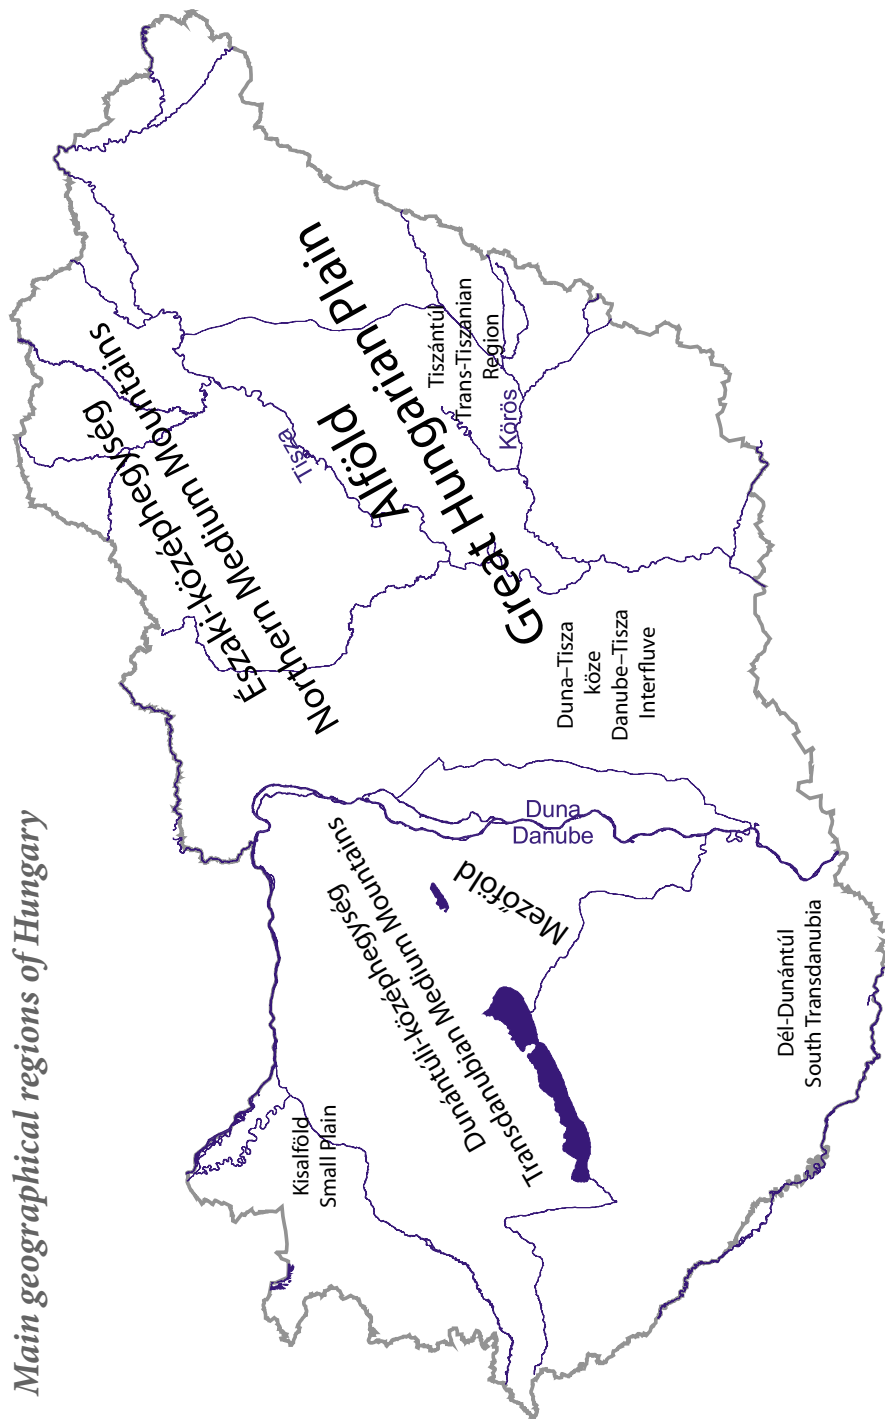 Main geographical regions of Hungary
Északi-középhegység
Northern Medium Mountains
Tisza
Alföld
Great Hungarian Plain
Tiszántúl
Trans-Tiszanian
Region
Körös
Duna–Tisza
köze
Danube–Tisza
Interfluve
Duna
Danube
Kisalföld
Small Plain
Dunántúli-középhegység
Transdanubian Medium Mountains
Mezőföld
Dél-Dunántúl
South Transdanubia